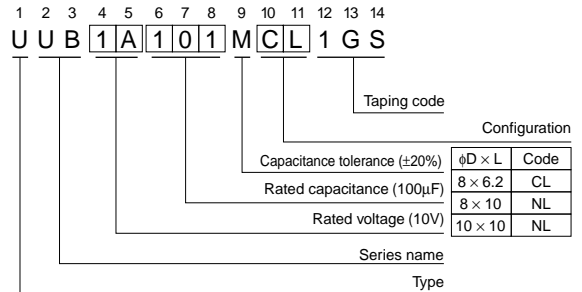 1 2 3 4 5 6 7 8 9 10 11 12 13 14
U U B 1 A 1 0 1 M C L 1 G S
Taping code
Configuration
Capacitance tolerance (±20%)
Rated capacitance (100μF)
Rated voltage (10V)
Series name
Type
ϕD × L Code
8 × 6.2 CL
8 × 10 NL
10 × 10 NL